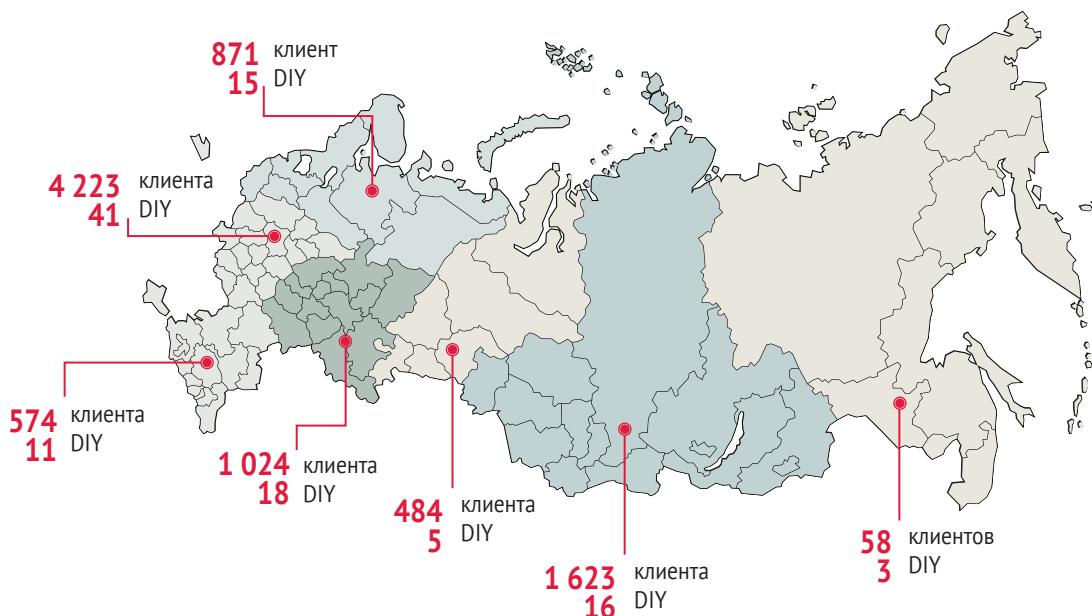 871 клиент
15 DIY
4 223 клиента
41 DIY
574 клиента
11 DIY
1 024 клиента
18 DIY
484 клиента
5 DIY
1 623 клиента
16 DIY
58 клиентов
3 DIY